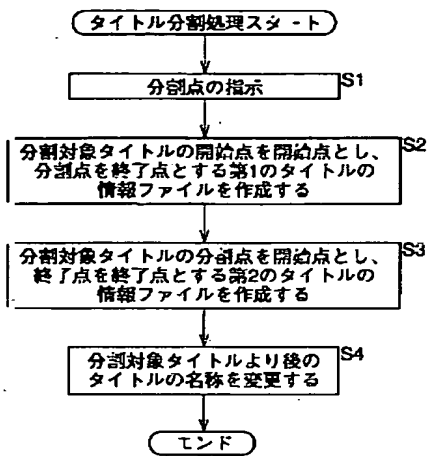 タイトル分割処理スタート
分割点の指示
S1
分割対象タイトルの開始点を開始点とし、
分割点を終了点とする第1のタイトルの
情報ファイルを作成する
S2
分割対象タイトルの分割点を開始点とし、
終了点を終了点とする第2のタイトルの
情報ファイルを作成する
S3
分割対象タイトルより後の
タイトルの名称を変更する
S4
エンド